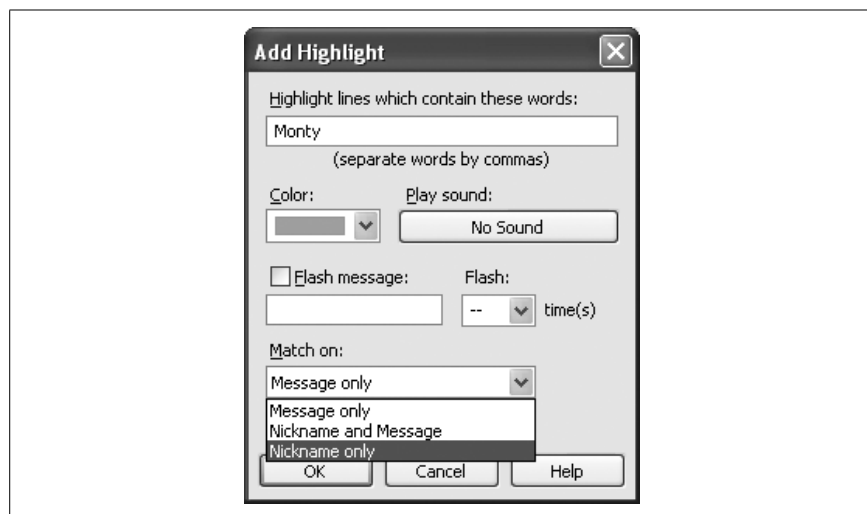 Add Highlight
Highlight lines which contain these words:
Monty
(separate words by commas)
Color: Play sound:
No Sound
Flash message: Flash:
-- time(s)
Match on:
Message only
Message only
Nickname and Message
Nickname only
OK Cancel Help